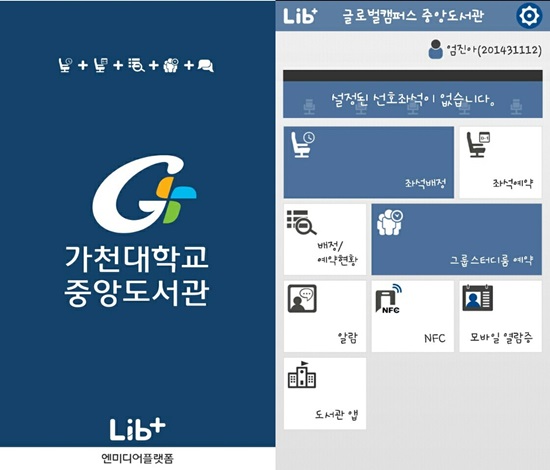 가천대학교
중앙도서관
Lib+
엔미디어플랫폼
Lib+ 글로벌캠퍼스 중앙도서관
엄진아(201431112)
설정된 선호좌석이 없습니다.
좌석배정
좌석예약
배정/
예약현황
그룹스터디룸 예약
알람
NFC
NFC
모바일 열람증
도서관 앱